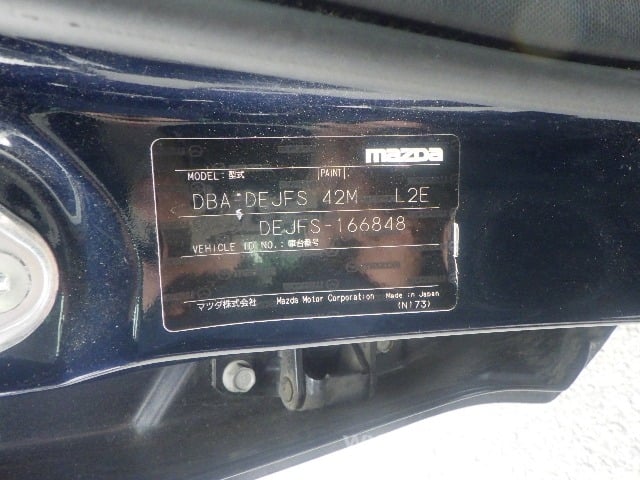 mazda
MODEL: 型式 PAINT:
DBA-DEJFS 42M L2E
DEJFS-166848
VEHICLE ID NO.: 車台番号
マツダ株式会社 Mazda Motor Corporation Made in Japan
(N173)